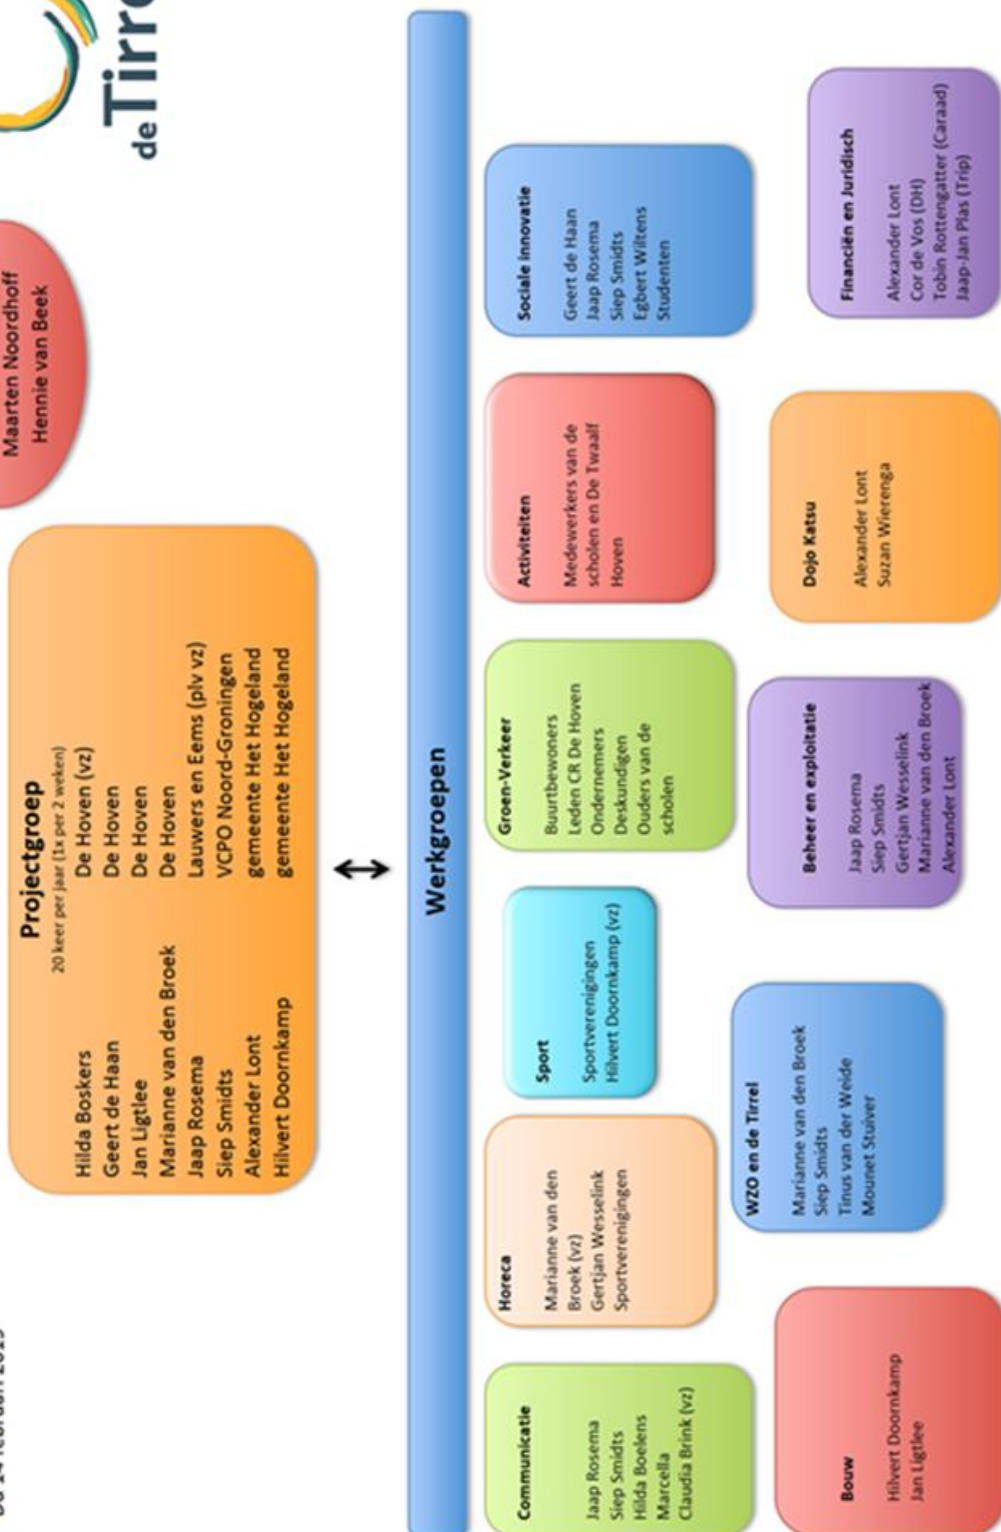 Maarten Noordhoff
Hennie van Beek
Projectgroep
20 keer per jaar (1x per 2 weken)
Hilda Boskers De Hoven (vz)
Geert de Haan De Hoven
Jan Ligtlee De Hoven
Marianne van den Broek De Hoven
Jaap Rosema Lauwers en Eems (plv vz)
Siep Smidts VCPO Noord-Groningen
Alexander Lont gemeente Het Hogeland
Hilvert Doornkamp gemeente Het Hogeland
Werkgroepen
Communicatie
Jaap Rosema
Siep Smidts
Hilda Boelens
Marcella
Claudia Brink (vz)
Horeca
Marianne van den
Broek (vz)
Gertjan Wesselink
Sportverenigingen
Sport
Sportverenigingen
Hilvert Doornkamp (vz)
Groen-Verkeer
Buurtbewoners
Leden CR De Hoven
Ondernemers
Deskundigen
Ouders van de
scholen
Activiteiten
Medewerkers van de
scholen en De Twaalf
Hoven
Sociale innovatie
Geert de Haan
Jaap Rosema
Siep Smidts
Egbert Wiltens
Studenten
Bouw
Hilvert Doornkamp
Jan Ligtlee
WZO en de Tirrel
Marianne van den Broek
Siep Smidts
Tinus van der Weide
Mounet Stuiver
Beheer en exploitatie
Jaap Rosema
Siep Smidts
Gertjan Wesselink
Marianne van den Broek
Alexander Lont
Dojo Katsu
Alexander Lont
Suzan Wierenga
Financiën en Juridisch
Alexander Lont
Cor de Vos (DH)
Tobin Rottengatter (Caraad)
Jaap-Jan Plas (Trip)